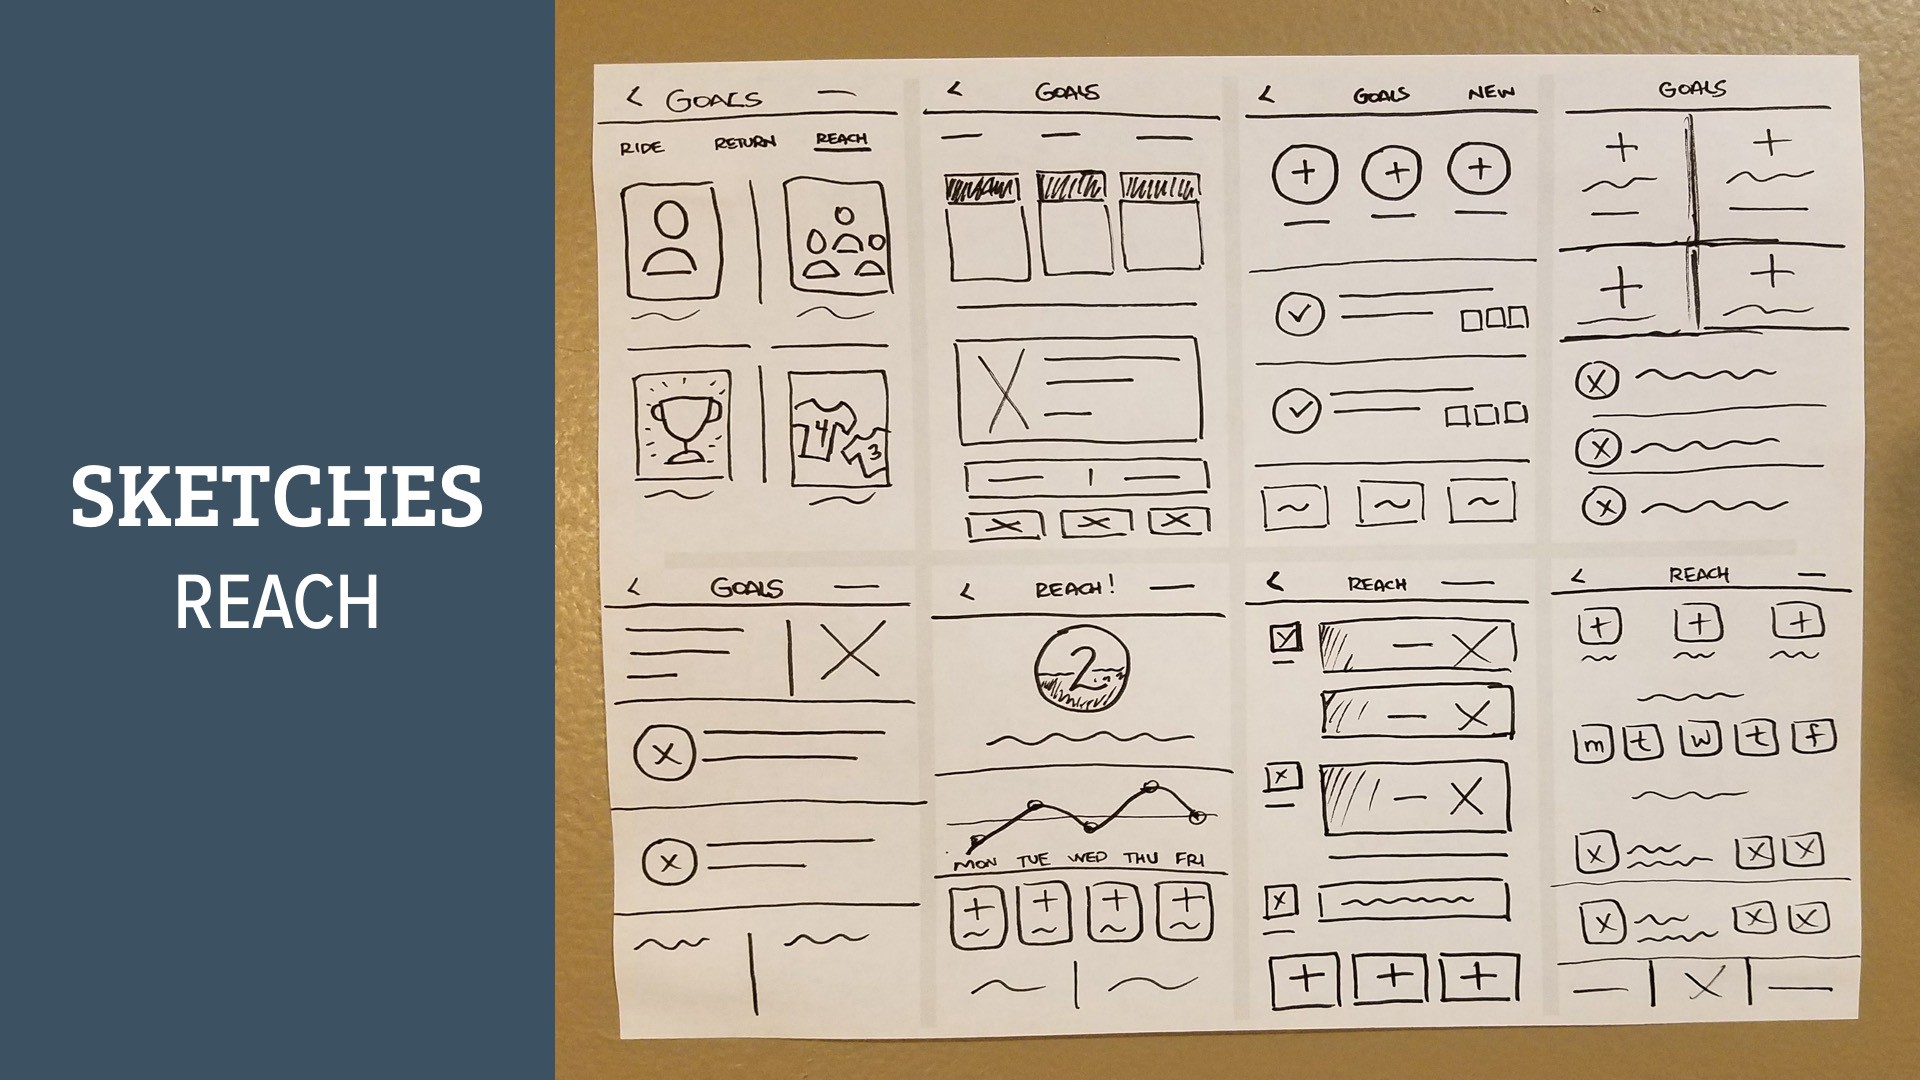 SKETCHES
REACH
< GOALS
RIDE RETURN REACH
4
3
< GOALS
< GOALS NEW
GOALS
< GOALS
< REACH!
2
MON TUE WED THU FRI
< REACH
< REACH
m t w t f